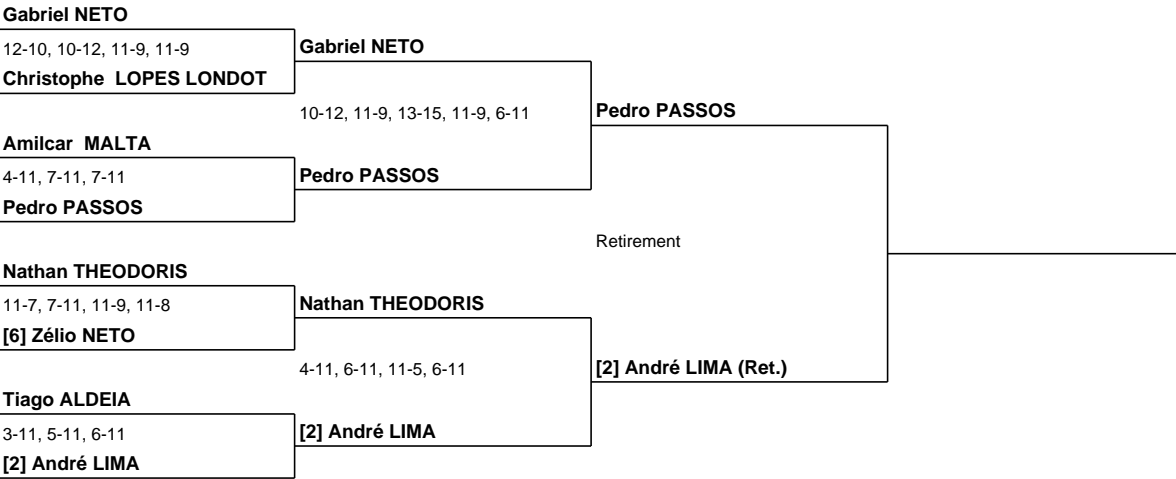 Gabriel NETO
12-10, 10-12, 11-9, 11-9
Gabriel NETO
Christophe LOPES LONDOT
10-12, 11-9, 13-15, 11-9, 6-11
Pedro PASSOS
Amilcar MALTA
4-11, 7-11, 7-11
Pedro PASSOS
Pedro PASSOS
Retirement
Nathan THEODORIS
11-7, 7-11, 11-9, 11-8
Nathan THEODORIS
[6] Zélio NETO
4-11, 6-11, 11-5, 6-11
[2] André LIMA (Ret.)
Tiago ALDEIA
3-11, 5-11, 6-11
[2] André LIMA
[2] André LIMA